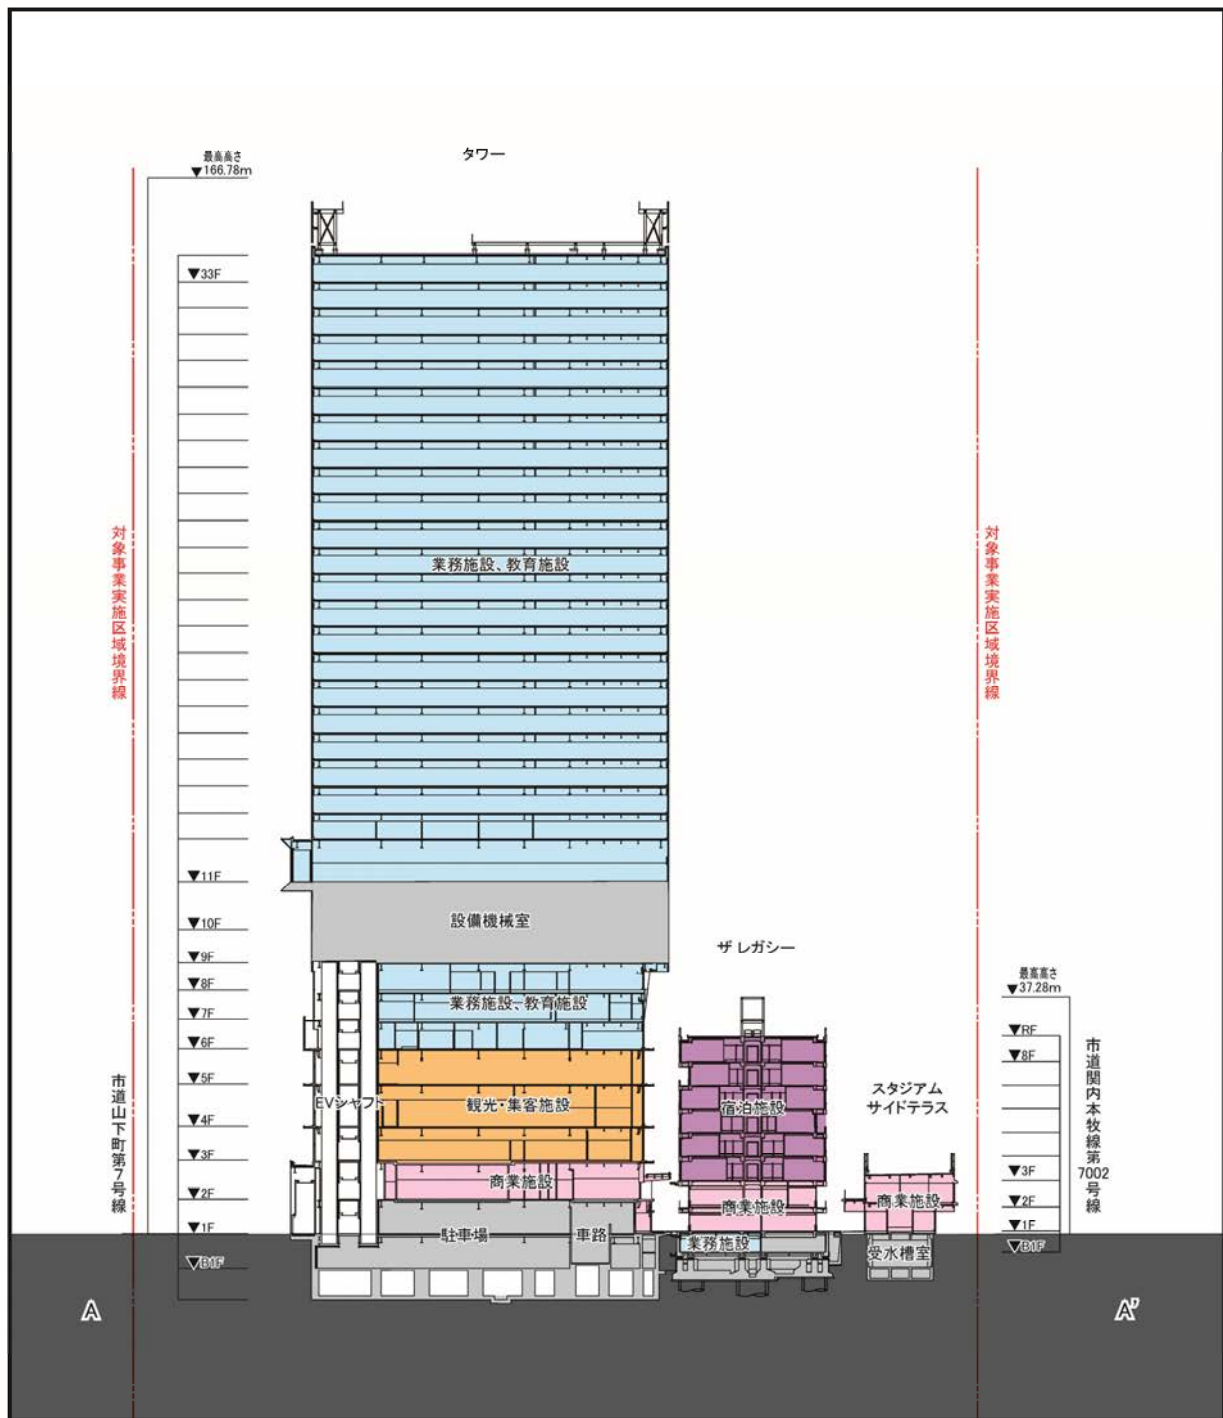 タワー
最高高さ
▼166.78m
▼33F
対象事業実施区域境界線
業務施設、教育施設
対象事業実施区域境界線
▼11F
設備機械室
▼10F
ザ レガシー
▼9F
▼8F
業務施設、教育施設
▼7F
▼6F
▼5F
EVシャフト
観光・集客施設
▼4F
▼3F
商業施設
▼2F
▼1F
駐車場
車路
▼B1F
市道山下町第7号線
宿泊施設
商業施設
業務施設
スタジアム
サイドテラス
商業施設
受水槽室
最高高さ
▼37.28m
▼RF
▼8F
▼3F
▼2F
▼1F
▼B1F
市道関内本牧線第7002号線
A
A'